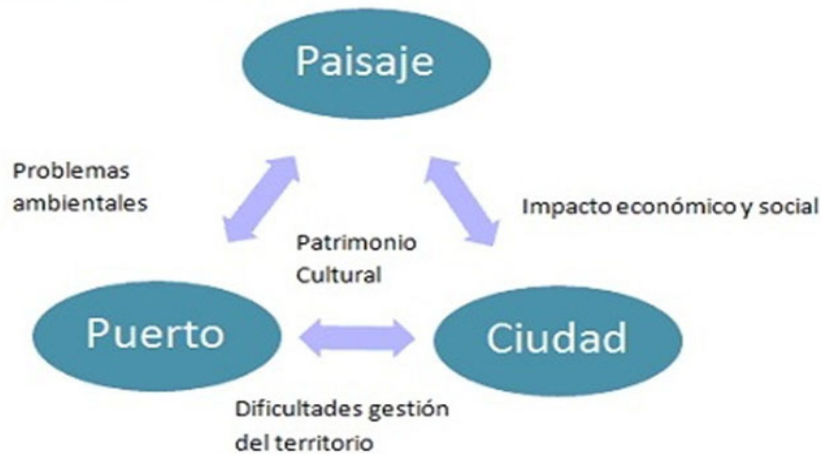 Paisaje
Problemas
ambientales
Impacto económico y social
Patrimonio
Cultural
Puerto
Ciudad
Dificultades gestión
del territorio